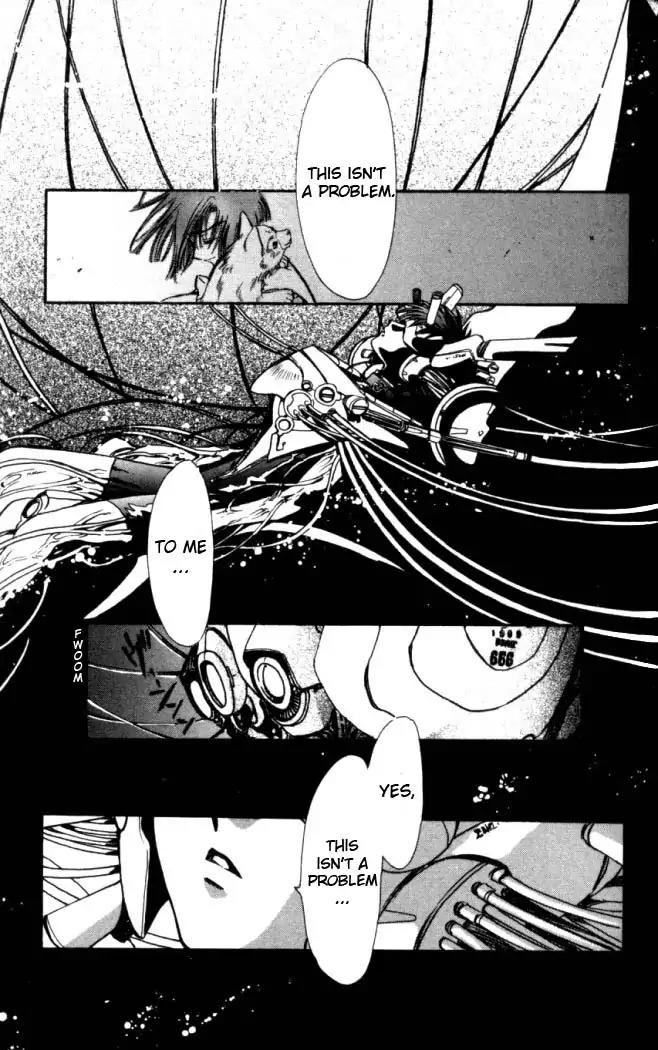 THIS ISN'T
A PROBLEM.
TO ME
...
FWOOM
666
YES,
THIS
ISN'T A
PROBLEM
...